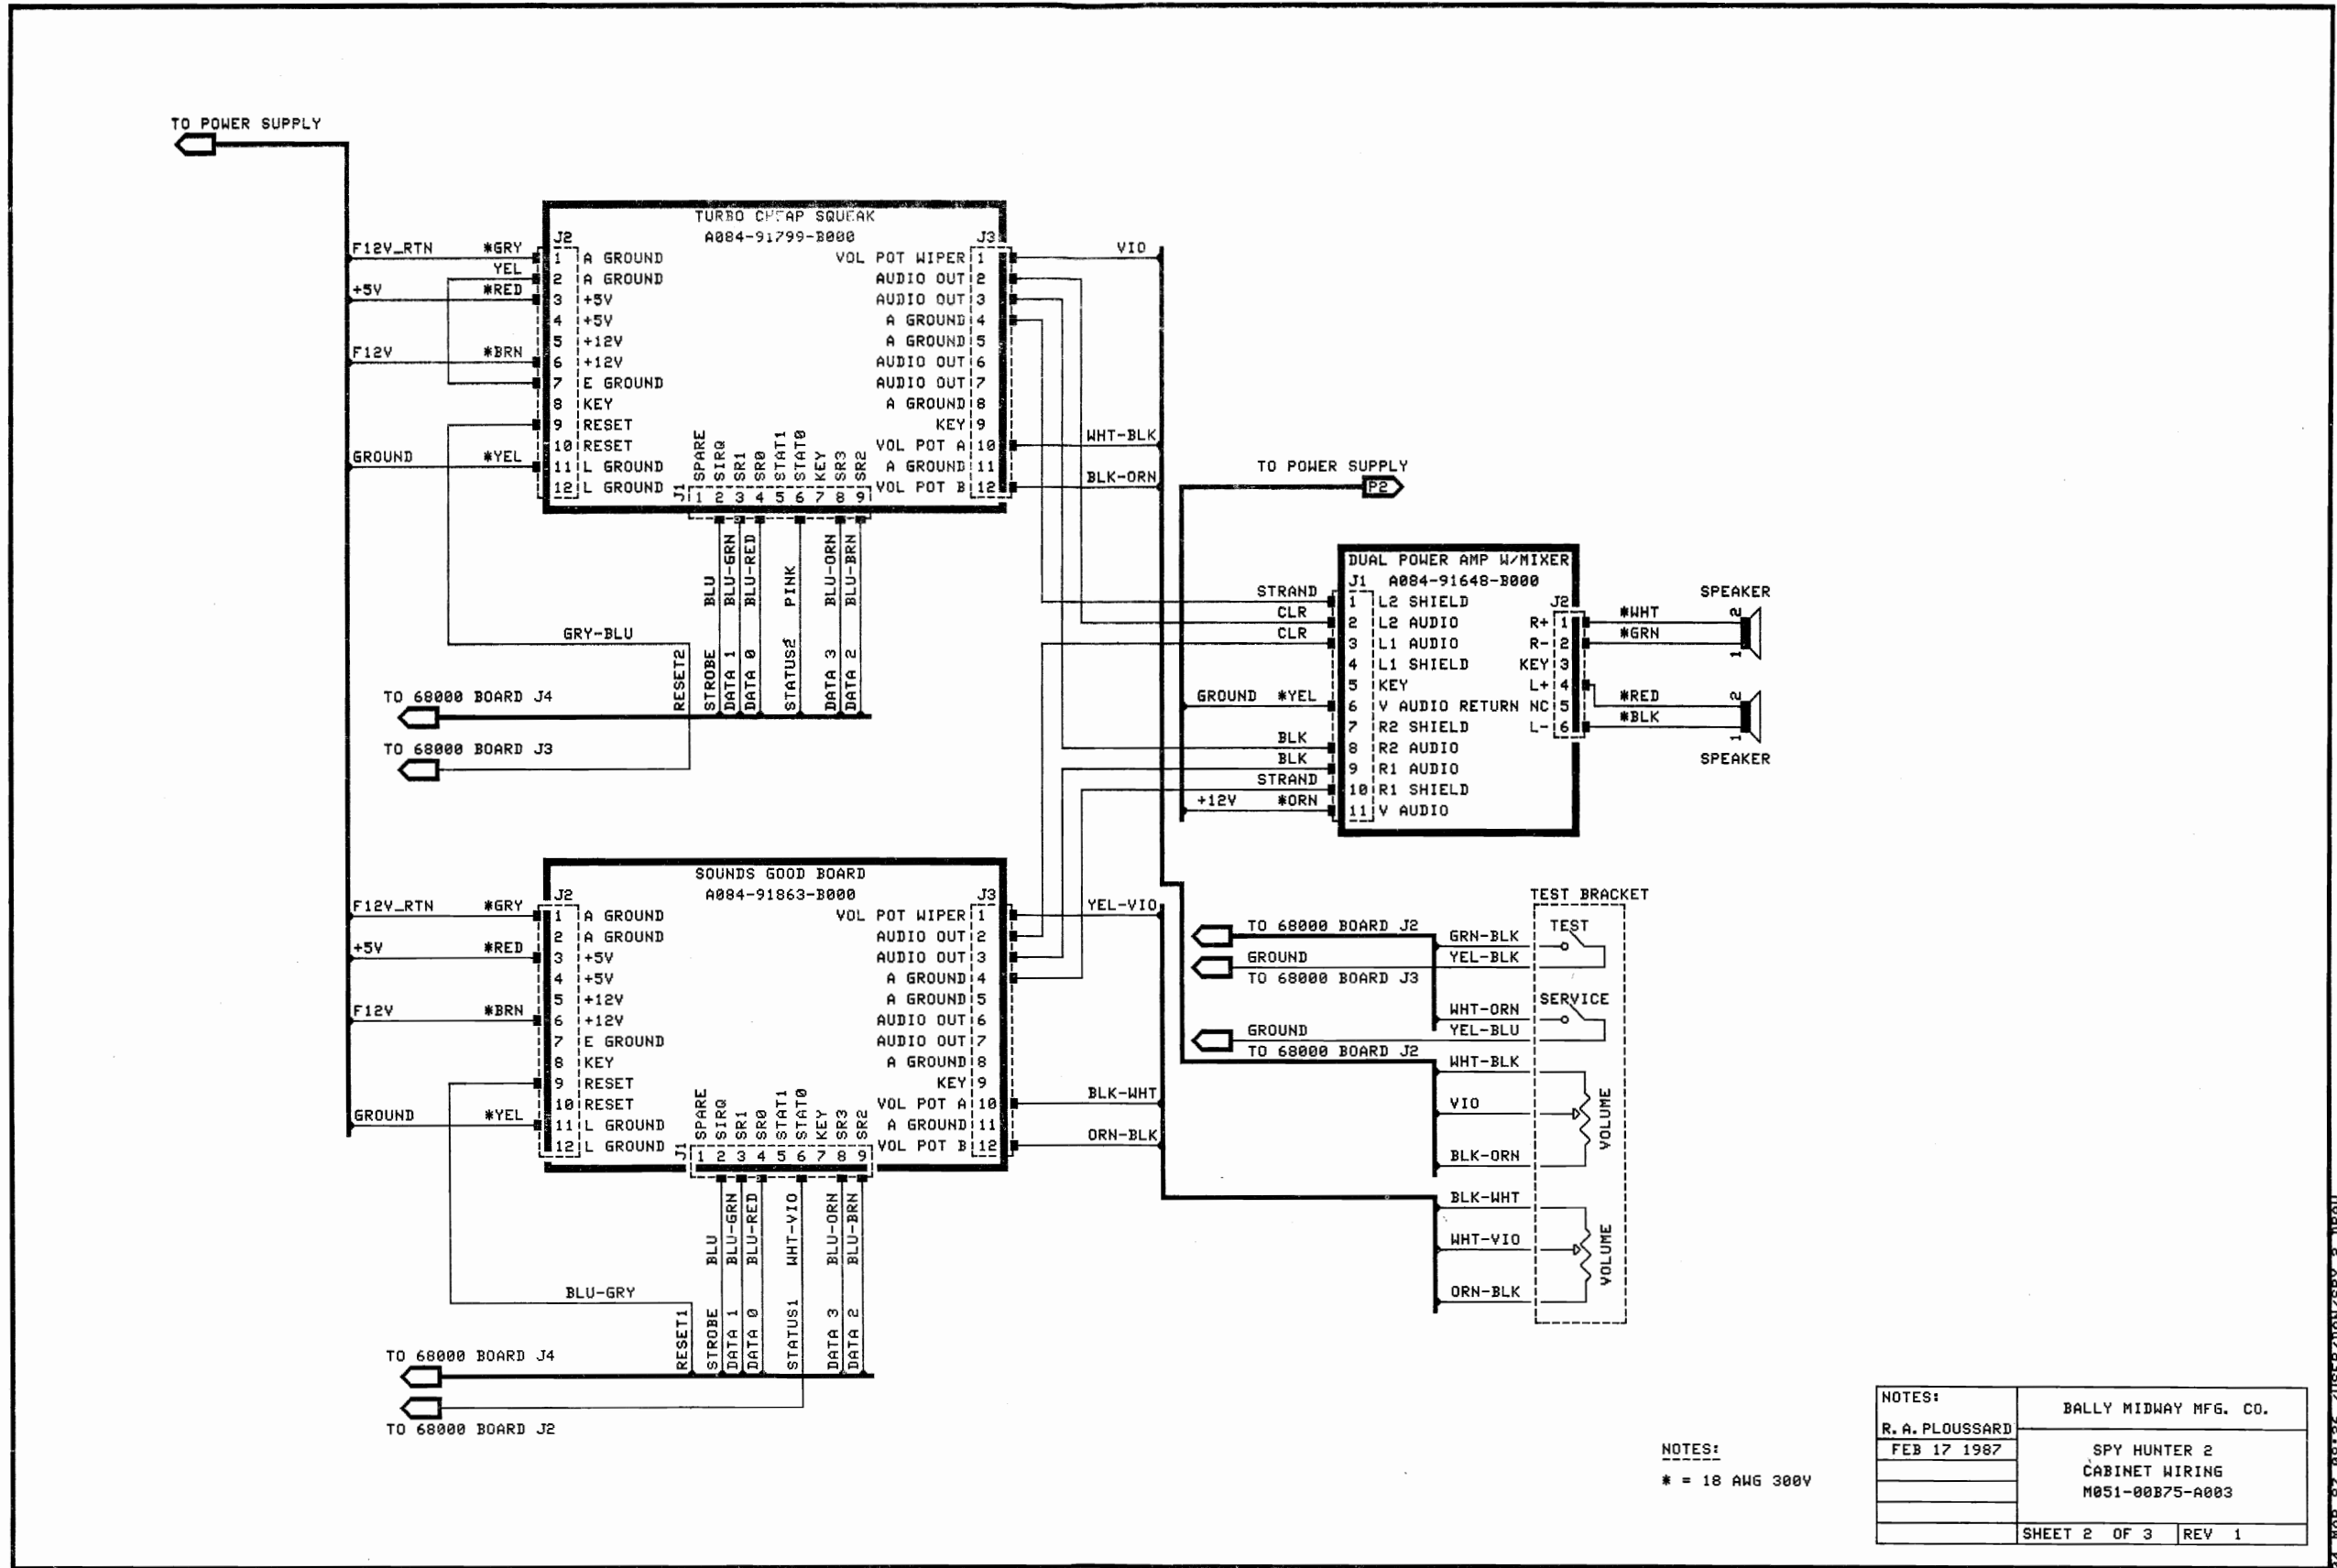 TO POWER SUPPLY
TURBO CHEAP SQUEAK
A084-91799-B000
J2
J3
F12V_RTN *GRY 1 A GROUND
YEL 2 A GROUND
+5V *RED 3 +5V
4 +5V
5 +12V
F12V *BRN 6 +12V
7 E GROUND
8 KEY
9 RESET
10 RESET
GROUND *YEL 11 L GROUND
12 L GROUND
VOL POT WIPER 1 VIO
AUDIO OUT 2
AUDIO OUT 3
A GROUND 4
A GROUND 5
AUDIO OUT 6
AUDIO OUT 7
A GROUND 8
KEY 9
VOL POT A 10 WHT-BLK
A GROUND 11
VOL POT B 12 BLK-ORN
SPARE
SIRQ
SR1
SR0
STAT1
STAT0
KEY
SR3
SR2
J1
1 2 3 4 5 6 7 8 9
BLU
BLU-GRN
BLU-RED
PINK
BLU-ORN
BLU-BRN
GRY-BLU
RESET2
STROBE
DATA 1
DATA 0
STATUS2
DATA 3
DATA 2
TO 68000 BOARD J4
TO 68000 BOARD J3
TO POWER SUPPLY
P2
DUAL POWER AMP W/MIXER
J1 A084-91648-B000
J2
STRAND 1 L2 SHIELD
CLR 2 L2 AUDIO
CLR 3 L1 AUDIO
4 L1 SHIELD
5 KEY
GROUND *YEL 6 V AUDIO RETURN
7 R2 SHIELD
BLK 8 R2 AUDIO
BLK 9 R1 AUDIO
STRAND 10 R1 SHIELD
+12V *ORN 11 V AUDIO
R+ 1 *WHT
R- 2 *GRN
KEY 3
L+ 4 *RED
NC 5
L- 6 *BLK
SPEAKER
2
1
2
1
SPEAKER
SOUNDS GOOD BOARD
A084-91863-B000
J2
J3
F12V_RTN *GRY 1 A GROUND
2 A GROUND
+5V *RED 3 +5V
4 +5V
5 +12V
F12V *BRN 6 +12V
7 E GROUND
8 KEY
9 RESET
10 RESET
GROUND *YEL 11 L GROUND
12 L GROUND
VOL POT WIPER 1 YEL-VIO
AUDIO OUT 2
AUDIO OUT 3
A GROUND 4
A GROUND 5
AUDIO OUT 6
AUDIO OUT 7
A GROUND 8
KEY 9
VOL POT A 10 BLK-WHT
A GROUND 11
VOL POT B 12 ORN-BLK
SPARE
SIRQ
SR1
SR0
STAT1
STAT0
KEY
SR3
SR2
J1
1 2 3 4 5 6 7 8 9
BLU
BLU-GRN
BLU-RED
WHT-VIO
BLU-ORN
BLU-BRN
BLU-GRY
RESET1
STROBE
DATA 1
DATA 0
STATUS1
DATA 3
DATA 2
TO 68000 BOARD J4
TO 68000 BOARD J2
TEST BRACKET
TO 68000 BOARD J2
GRN-BLK
TEST
GROUND
YEL-BLK
TO 68000 BOARD J3
WHT-ORN
SERVICE
GROUND
YEL-BLU
TO 68000 BOARD J2
WHT-BLK
VIO
BLK-ORN
VOLUME
BLK-WHT
WHT-VIO
ORN-BLK
VOLUME
NOTES:
* = 18 AWG 300V
NOTES:
R.A.PLOUSSARD
FEB 17 1987
BALLY MIDWAY MFG. CO.
SPY HUNTER 2
CABINET WIRING
M051-00B75-A003
SHEET 2 OF 3
REV 1